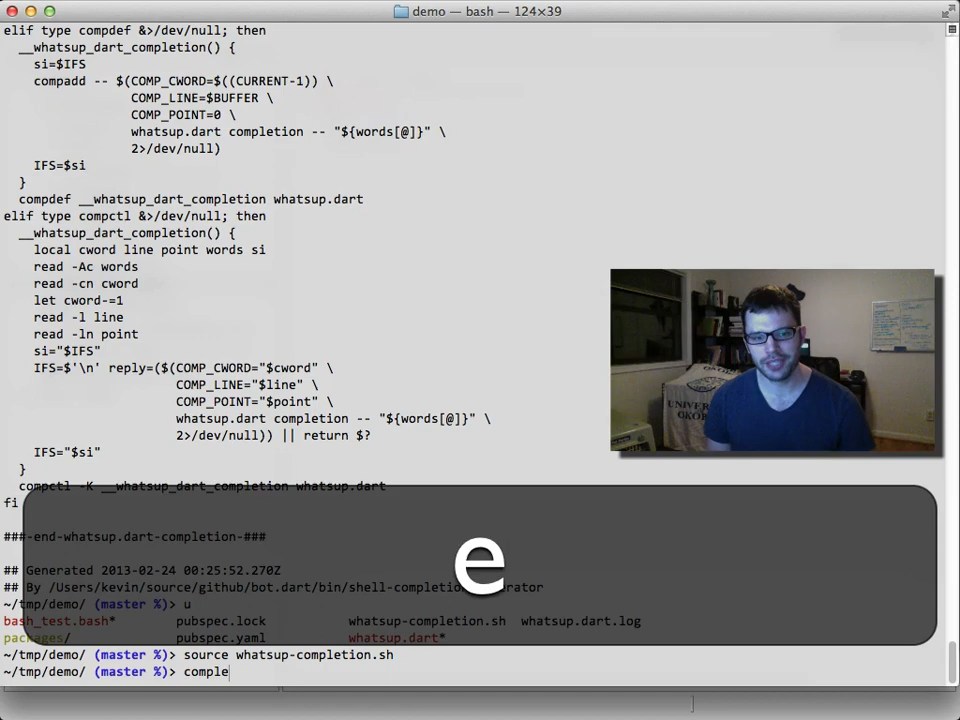 demo — bash — 124×39
elif type compdef &>/dev/null; then
__whatsup_dart_completion() {
si=$IFS
compadd -- $(COMP_CWORD=$((CURRENT-1)) \
COMP_LINE=$BUFFER \
COMP_POINT=0 \
whatsup.dart completion -- "${words[@]}" \
2>/dev/null)
IFS=$si
}
compdef __whatsup_dart_completion whatsup.dart
elif type compctl &>/dev/null; then
__whatsup_dart_completion() {
local cword line point words si
read -Ac words
read -cn cword
let cword-=1
read -l line
read -ln point
si="$IFS"
IFS=$'\n' reply=($(COMP_CWORD="$cword" \
COMP_LINE="$line" \
COMP_POINT="$point" \
whatsup.dart completion -- "${words[@]}" \
2>/dev/null)) || return $?
IFS="$si"
}
compctl -K __whatsup_dart_completion whatsup.dart
fi
###-end-whatsup.dart-completion-###
## Generated 2013-02-24 00:25:52.270Z
## By /Users/kevin/source/github/bot.dart/bin/shell-completion-generator
~/tmp/demo/ (master %)> u
bash_test.bash* pubspec.lock whatsup-completion.sh whatsup.dart.log
packages/ pubspec.yaml whatsup.dart*
~/tmp/demo/ (master %)> source whatsup-completion.sh
~/tmp/demo/ (master %)> comple
e